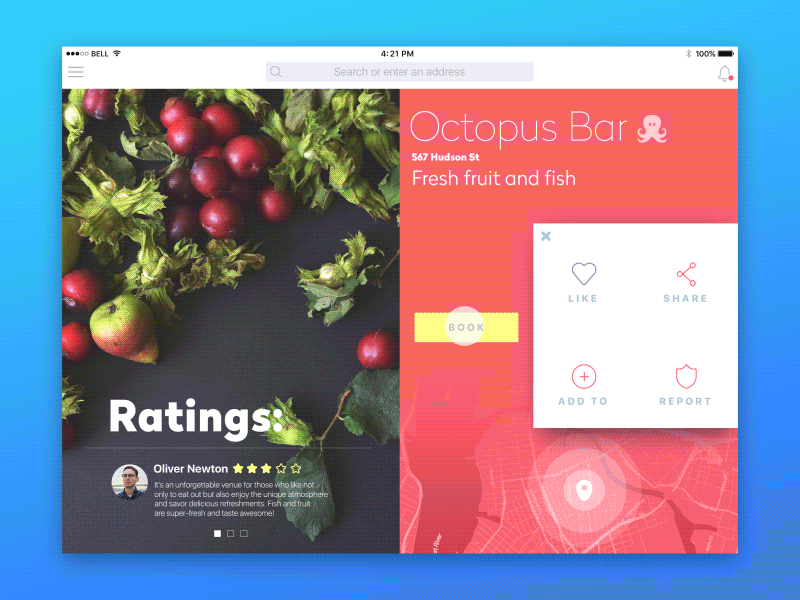 BELL
4:21 PM
100%
Search or enter an address
Octopus Bar
567 Hudson St
Fresh fruit and fish
LIKE
SHARE
BOOK
ADD TO
REPORT
Ratings:
Oliver Newton
It's an unforgettable venue for those who like not
only to eat out but also enjoy the unique atmosphere
and savor delicious refreshments. Fish and fruit
are super-fresh and taste awesome!